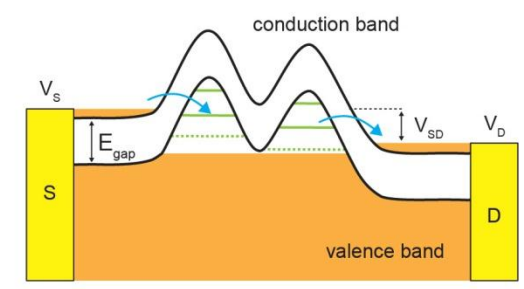 conduction band
V_S
E_gap
V_SD
V_D
S
D
valence band